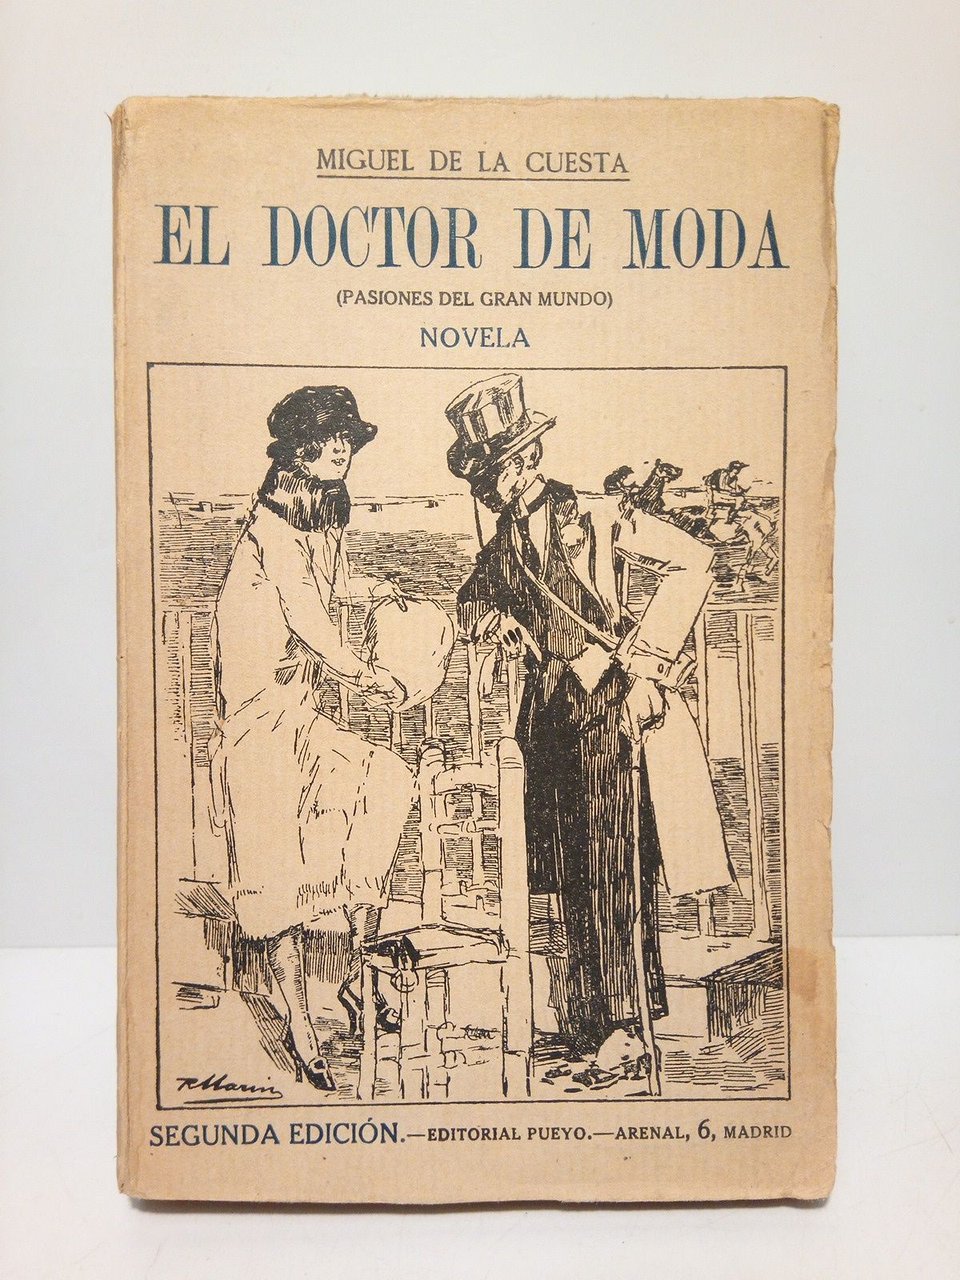 MIGUEL DE LA CUESTA
EL DOCTOR DE MODA
(PASIONES DEL GRAN MUNDO)
NOVELA
R Marin
SEGUNDA EDICIÓN.—EDITORIAL PUEYO.—ARENAL, 6, MADRID